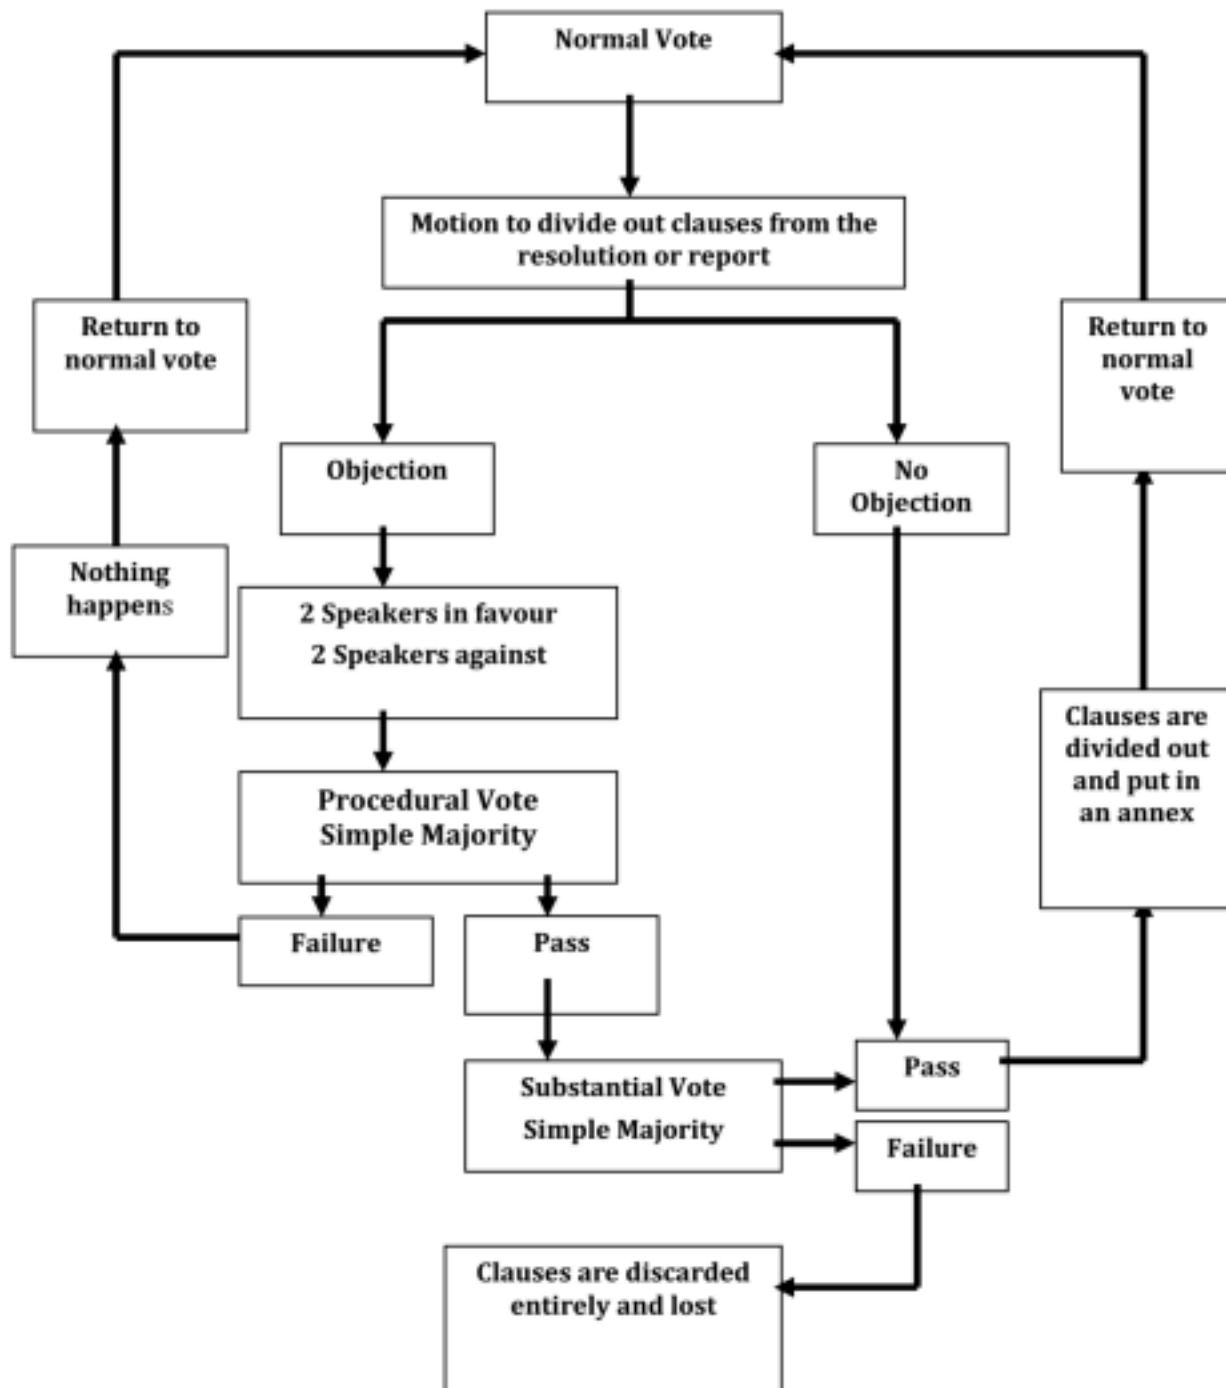 Normal Vote
Motion to divide out clauses from the
resolution or report
Return to
normal vote
Return to
normal
vote
Objection
No
Objection
Nothing
happens
2 Speakers in favour
2 Speakers against
Clauses are
divided out
and put in
an annex
Procedural Vote
Simple Majority
Failure
Pass
Substantial Vote
Simple Majority
Pass
Failure
Clauses are discarded
entirely and lost